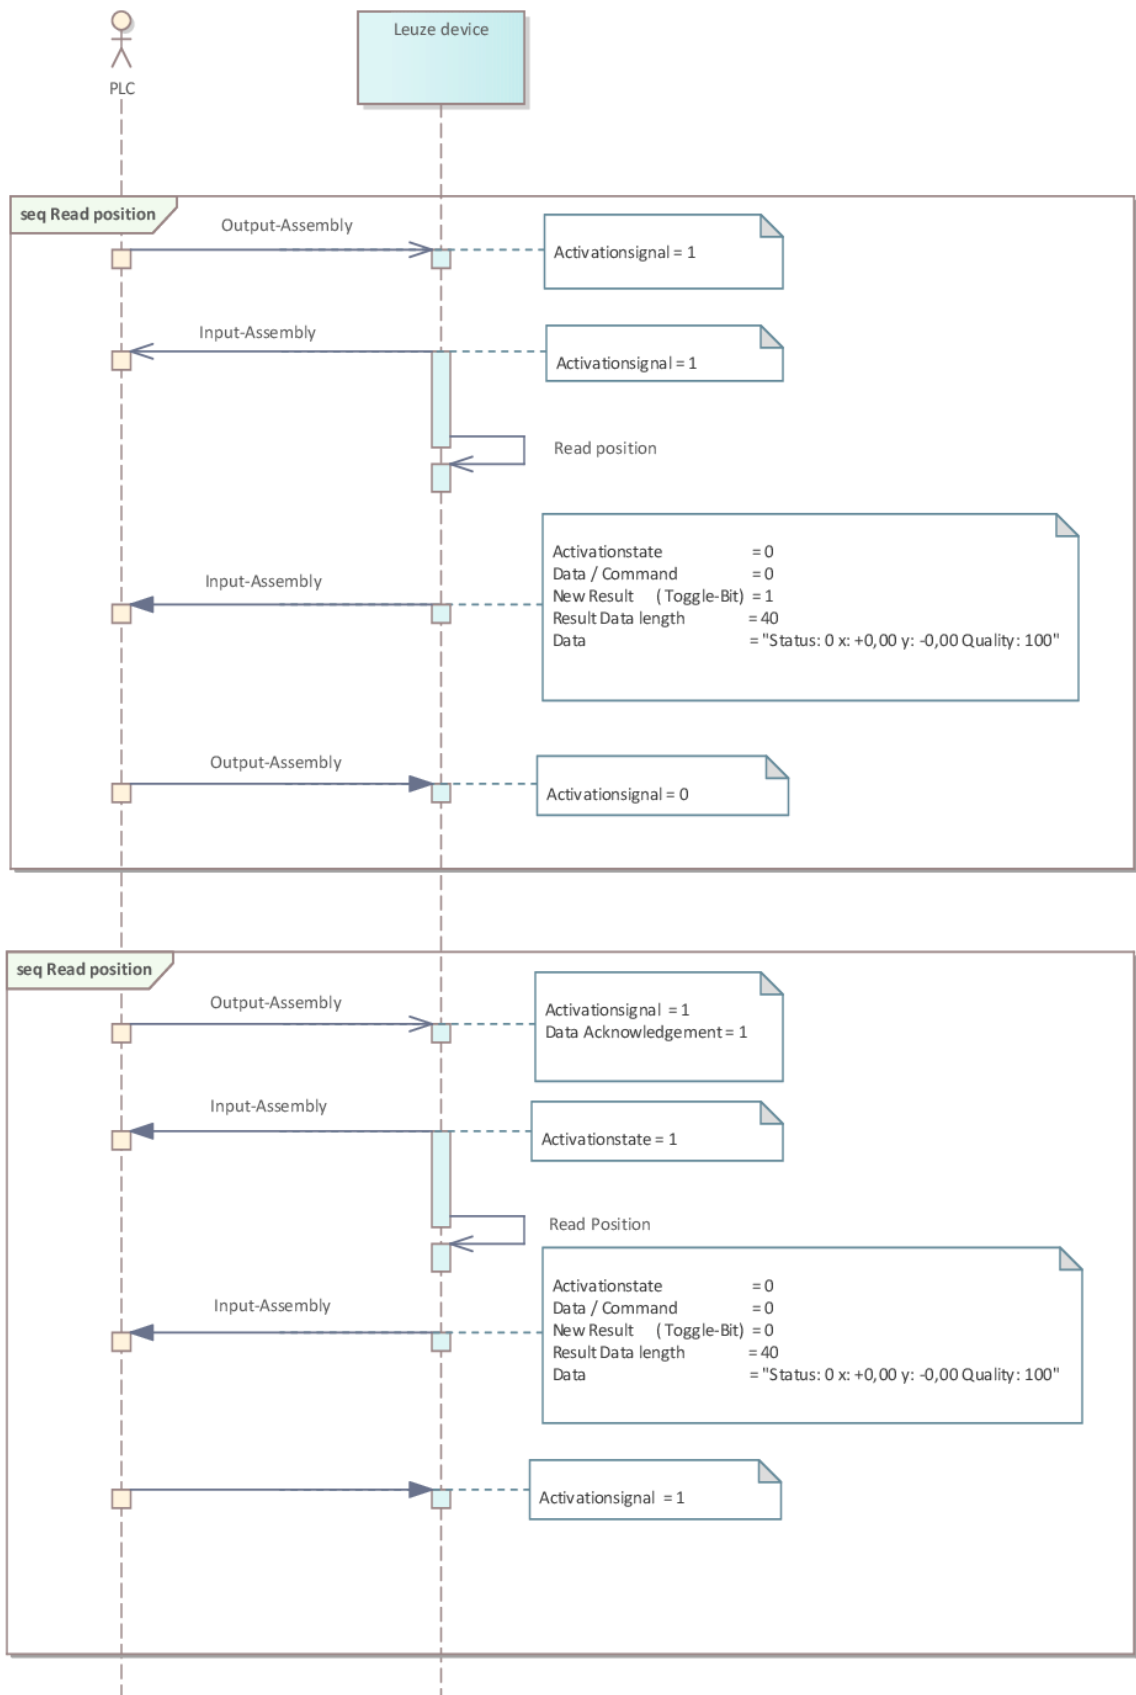 PLC
Leuze device
seq Read position
Output-Assembly
Activationsignal = 1
Input-Assembly
Activationsignal = 1
Read position
Activationstate = 0
Data / Command = 0
New Result ( Toggle-Bit) = 1
Result Data length = 40
Data = "Status: 0 x: +0,00 y: -0,00 Quality: 100"
Input-Assembly
Output-Assembly
Activationsignal = 0
seq Read position
Output-Assembly
Activationsignal = 1
Data Acknowledgement = 1
Input-Assembly
Activationstate = 1
Read Position
Activationstate = 0
Data / Command = 0
New Result ( Toggle-Bit) = 0
Result Data length = 40
Data = "Status: 0 x: +0,00 y: -0,00 Quality: 100"
Input-Assembly
Activationsignal = 1